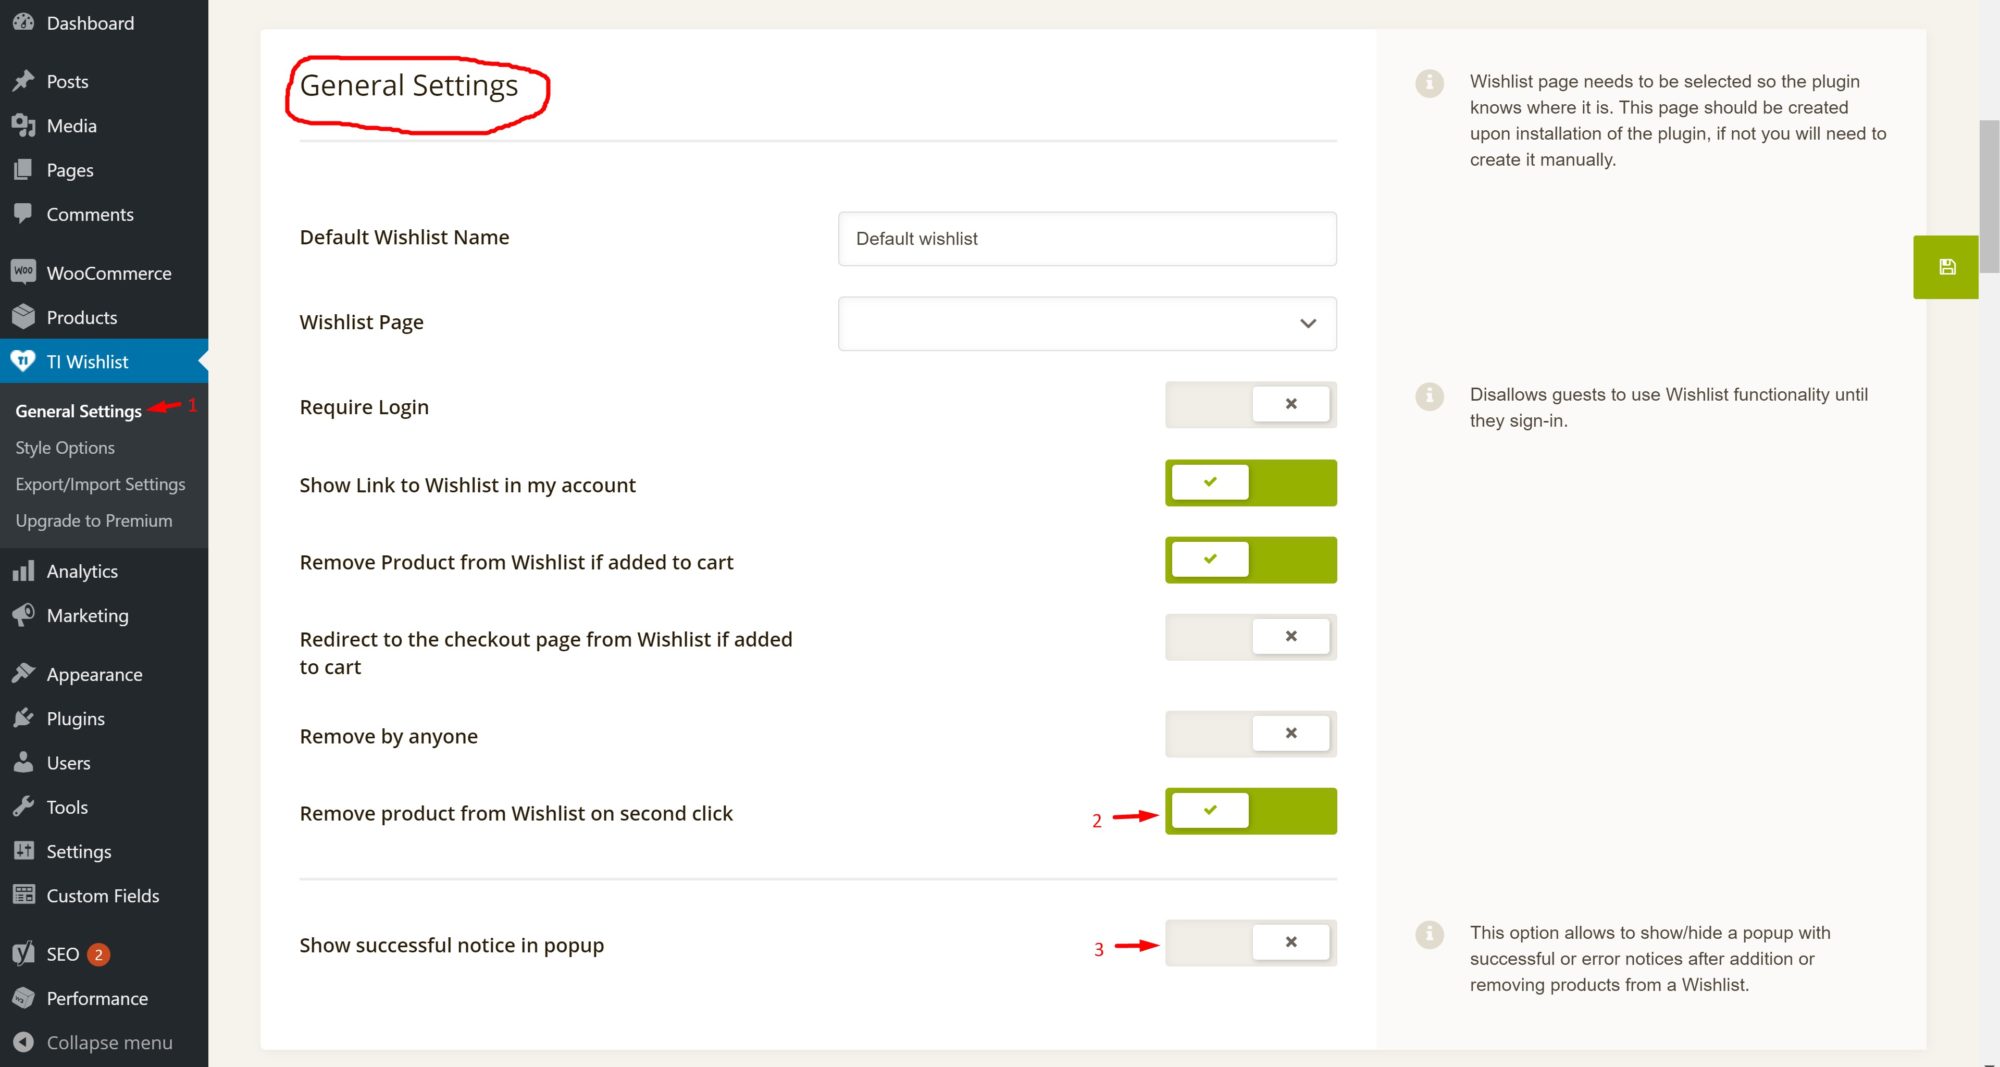 Dashboard
Posts
Media
Pages
Comments
WOO WooCommerce
Products
TI TI Wishlist
General Settings 1
Style Options
Export/Import Settings
Upgrade to Premium
Analytics
Marketing
Appearance
Plugins
Users
Tools
Settings
Custom Fields
SEO 2
Performance
Collapse menu
General Settings
Default Wishlist Name
Default wishlist
Wishlist Page
Require Login
Show Link to Wishlist in my account
Remove Product from Wishlist if added to cart
Redirect to the checkout page from Wishlist if added
to cart
Remove by anyone
Remove product from Wishlist on second click
2
Show successful notice in popup
3
Wishlist page needs to be selected so the plugin
knows where it is. This page should be created
upon installation of the plugin, if not you will need to
create it manually.
Disallows guests to use Wishlist functionality until
they sign-in.
This option allows to show/hide a popup with
successful or error notices after addition or
removing products from a Wishlist.